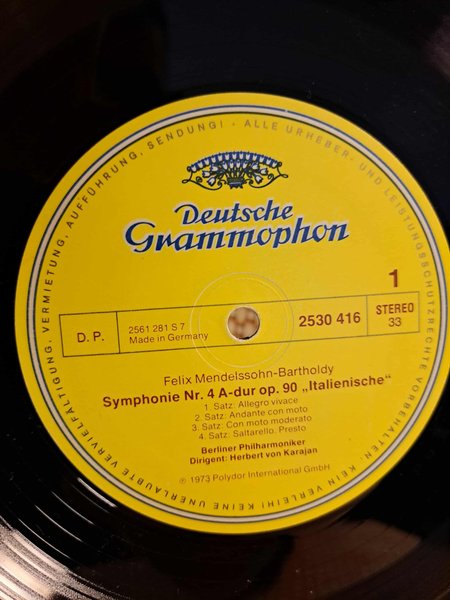 VERMIETUNG, AUFFÜHRUNG, SENDUNG! · ALLE URHEBER- UND LEISTUNGSSCHUTZRECHTE VORBEHALTEN · KEIN VERLEIH! KEINE UNERLAUBTE VERVIELFÄLTIGUNG,
Deutsche
Grammophon
1
D. P.
2561 281 S 7
Made in Germany
2530 416
STEREO
33
Felix Mendelssohn-Bartholdy
Symphonie Nr. 4 A-dur op. 90 „Italienische“
1. Satz: Allegro vivace
2. Satz: Andante con moto
3. Satz: Con moto moderato
4. Satz: Saltarello. Presto
Berliner Philharmoniker
Dirigent: Herbert von Karajan
℗ 1973 Polydor International GmbH